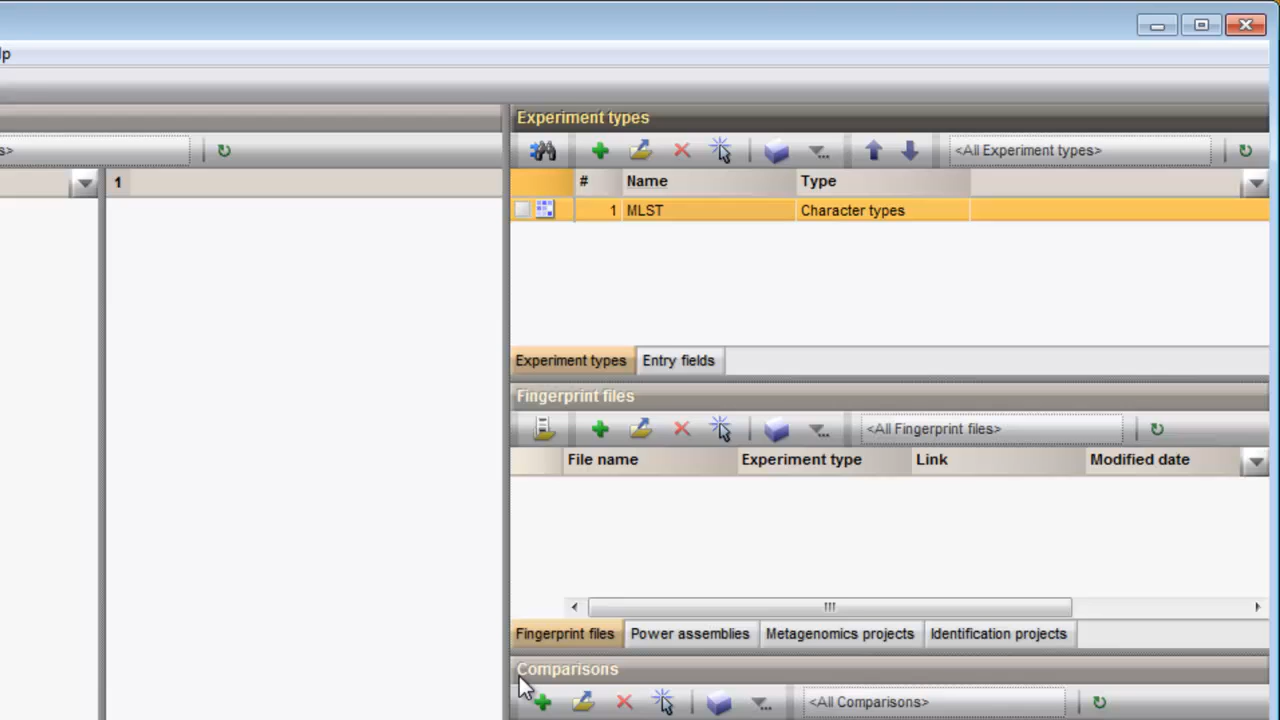 lp
Experiment types
s>
<All Experiment types>
1
# Name Type
1 MLST Character types
Experiment types Entry fields
Fingerprint files
<All Fingerprint files>
File name Experiment type Link Modified date
Fingerprint files Power assemblies Metagenomics projects Identification projects
Comparisons
<All Comparisons>